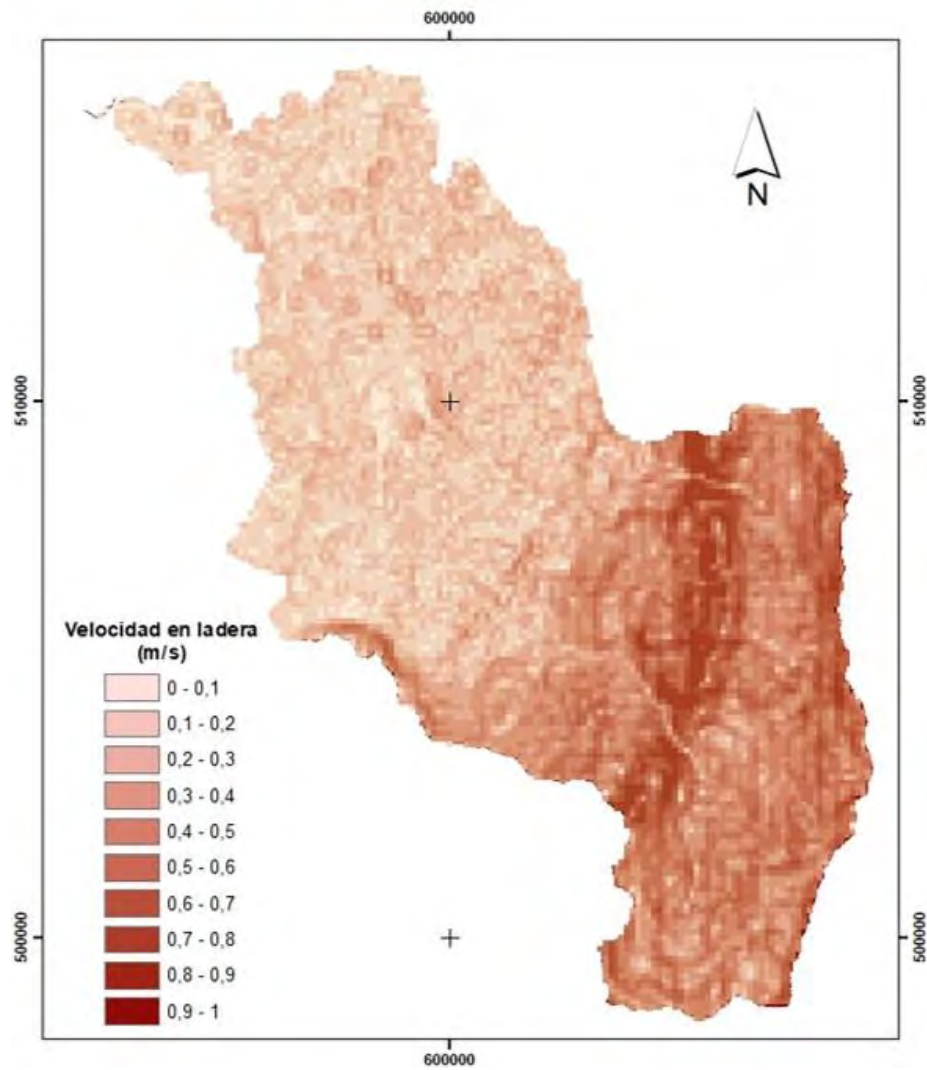 600000
N
510000
510000
Velocidad en ladera
(m/s)
0 - 0,1
0,1 - 0,2
0,2 - 0,3
0,3 - 0,4
0,4 - 0,5
0,5 - 0,6
0,6 - 0,7
0,7 - 0,8
0,8 - 0,9
0,9 - 1
500000
500000
600000